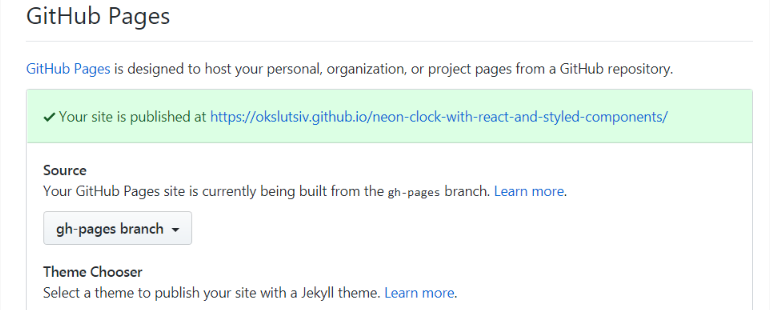 GitHub Pages
GitHub Pages is designed to host your personal, organization, or project pages from a GitHub repository.
✔ Your site is published at https://okslutsiv.github.io/neon-clock-with-react-and-styled-components/
Source
Your GitHub Pages site is currently being built from the gh-pages branch. Learn more.
gh-pages branch
Theme Chooser
Select a theme to publish your site with a Jekyll theme. Learn more.